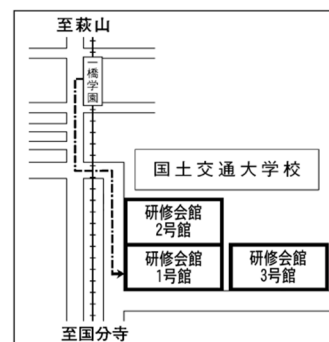 至萩山
一橋学園
国土交通大学校
研修会館
2号館
研修会館
1号館
研修会館
3号館
至国分寺